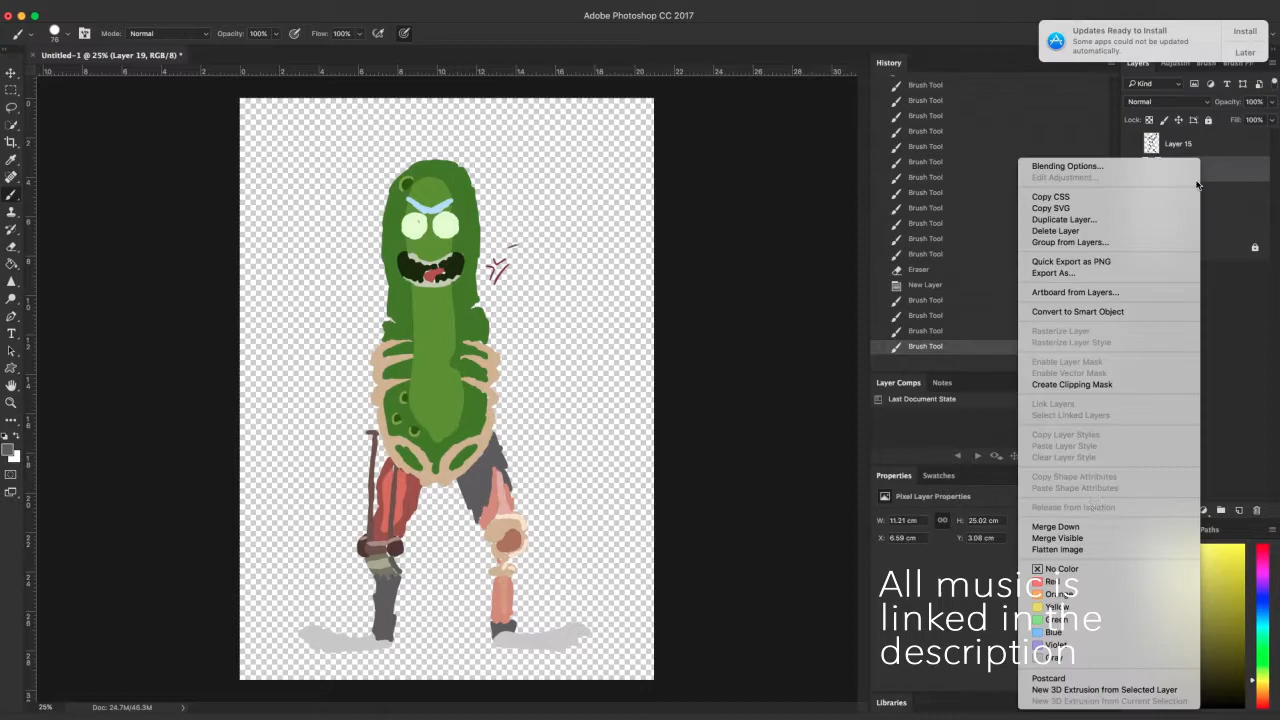 Adobe Photoshop CC 2017
76
Mode: Normal
Opacity: 100%
Flow: 100%
Updates Ready to Install
Some apps could not be updated
automatically.
Install
Later
Untitled-1 @ 25% (Layer 19, RGB/8) *
History
Brush Tool
Brush Tool
Brush Tool
Brush Tool
Brush Tool
Brush Tool
Brush Tool
Brush Tool
Brush Tool
Brush Tool
Brush Tool
Brush Tool
Eraser
New Layer
Brush Tool
Brush Tool
Brush Tool
Brush Tool
Layer Comps
Notes
Last Document State
Properties
Swatches
Pixel Layer Properties
W: 11.21 cm
H: 25.02 cm
X: 6.59 cm
Y: 3.08 cm
Libraries
Layers
Kind
Normal
Opacity: 100%
Lock:
Fill: 100%
Layer 15
Blending Options...
Edit Adjustment...
Copy CSS
Copy SVG
Duplicate Layer...
Delete Layer
Group from Layers...
Quick Export as PNG
Export As...
Artboard from Layers...
Convert to Smart Object
Rasterize Layer
Rasterize Layer Style
Enable Layer Mask
Enable Vector Mask
Create Clipping Mask
Link Layers
Select Linked Layers
Copy Layer Styles
Paste Layer Style
Clear Layer Style
Copy Shape Attributes
Paste Shape Attributes
Release from Isolation
Merge Down
Merge Visible
Flatten Image
No Color
Red
Orange
Yellow
Green
Blue
Violet
Gray
Postcard
New 3D Extrusion from Selected Layer
New 3D Extrusion from Current Selection
Paths
All music is
linked in the
description
25%
Doc: 24.7M/46.3M